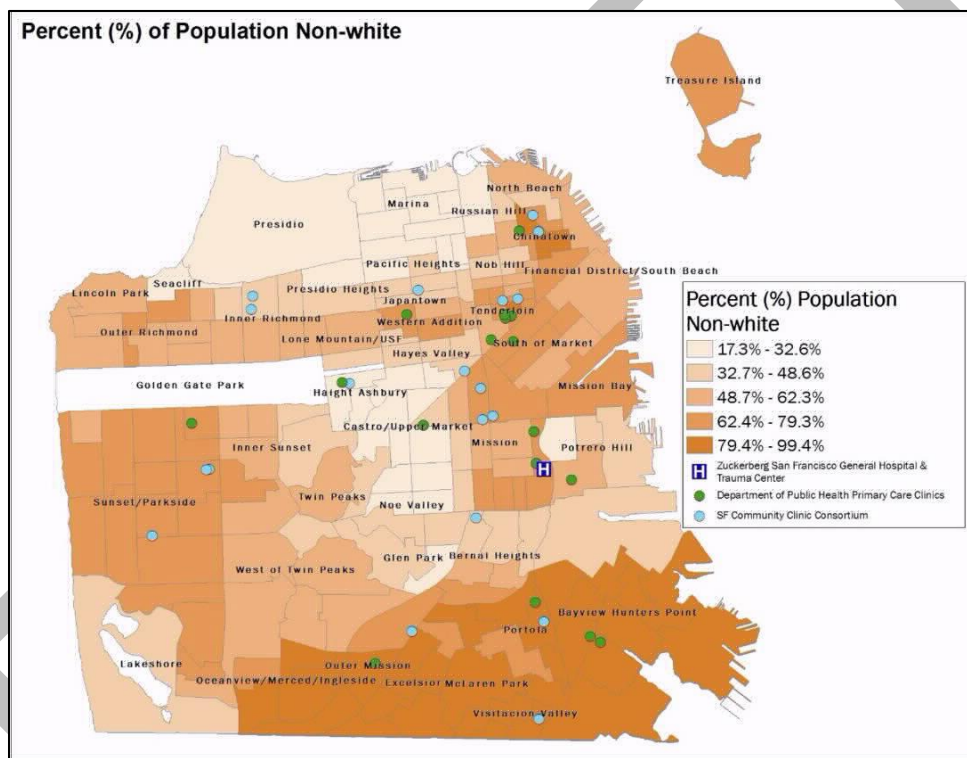 Percent (%) of Population Non-white
Treasure Island
North Beach
Marina
Russian Hill
Presidio
Chinatown
Pacific Heights
Nob Hill
Financial District/South Beach
Seacliff
Lincoln Park
Presidio Heights
Japantown
Tenderloin
Inner Richmond
Western Addition
Outer Richmond
Lone Mountain/USF
South of Market
Hayes Valley
Golden Gate Park
Mission Bay
Haight Ashbury
Castro/Upper Market
Inner Sunset
Mission
Potrero Hill
Sunset/Parkside
Twin Peaks
Noe Valley
Glen Park
Bernal Heights
West of Twin Peaks
Bayview Hunters Point
Portola
Lakeshore
Outer Mission
Oceanview/Merced/Ingleside
Excelsior
McLaren Park
Visitacion Valley
Percent (%) Population
Non-white
17.3% - 32.6%
32.7% - 48.6%
48.7% - 62.3%
62.4% - 79.3%
79.4% - 99.4%
H
H
Zuckerberg San Francisco General Hospital &
Trauma Center
Department of Public Health Primary Care Clinics
SF Community Clinic Consortium